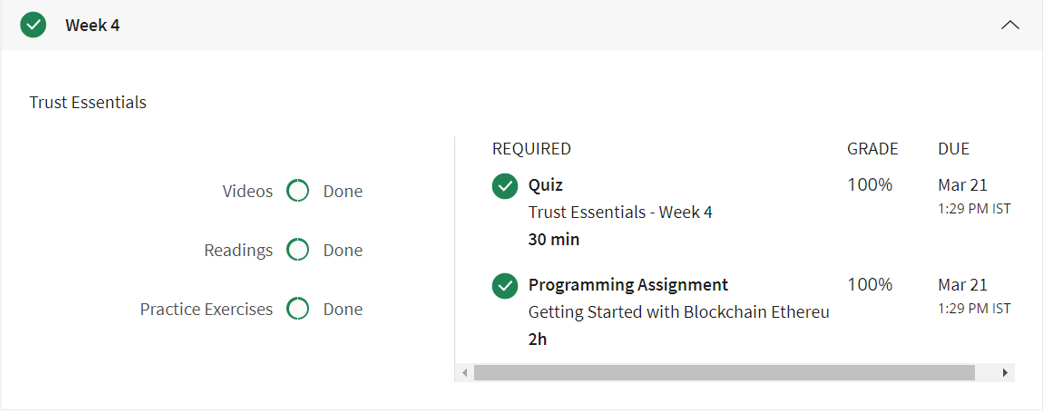 Week 4
Trust Essentials
Videos Done
Readings Done
Practice Exercises Done
REQUIRED GRADE DUE
Quiz 100% Mar 21
Trust Essentials - Week 4 1:29 PM IST
30 min
Programming Assignment 100% Mar 21
Getting Started with Blockchain Ethereu 1:29 PM IST
2h